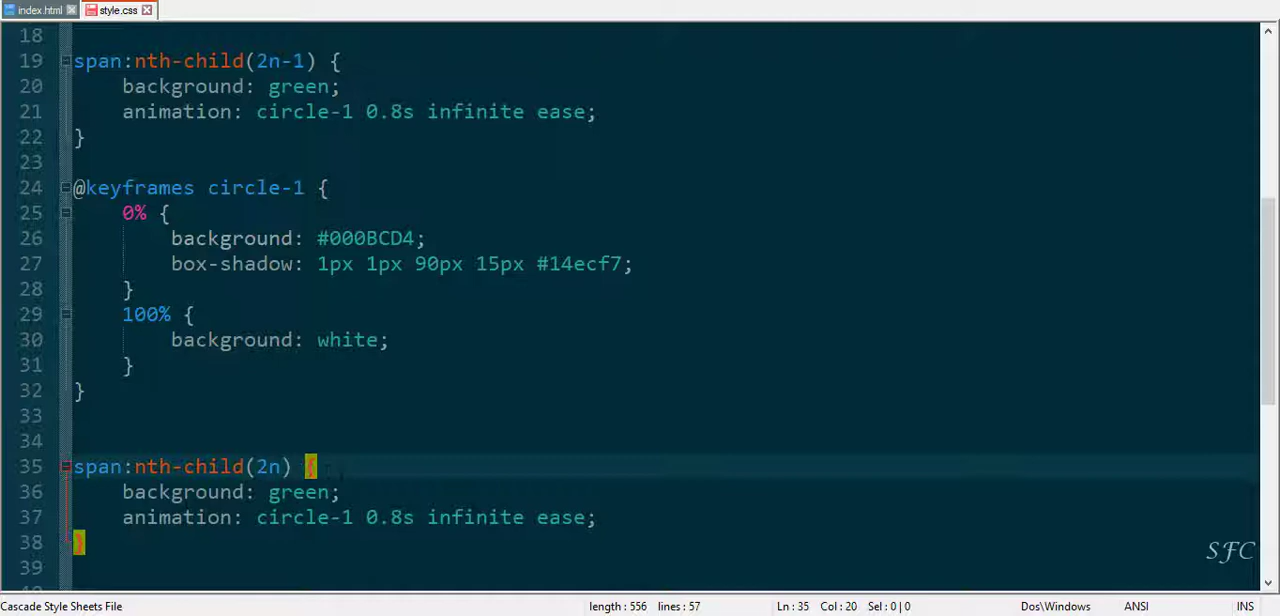 index.html style.css
18
19 span:nth-child(2n-1) {
20 background: green;
21 animation: circle-1 0.8s infinite ease;
22 }
23
24 @keyframes circle-1 {
25 0% {
26 background: #000BCD4;
27 box-shadow: 1px 1px 90px 15px #14ecf7;
28 }
29 100% {
30 background: white;
31 }
32 }
33
34
35 span:nth-child(2n) {
36 background: green;
37 animation: circle-1 0.8s infinite ease;
38 }
39
SFC
Cascade Style Sheets File length : 556 lines : 57 Ln : 35 Col : 20 Sel : 0 | 0 Dos\Windows ANSI INS